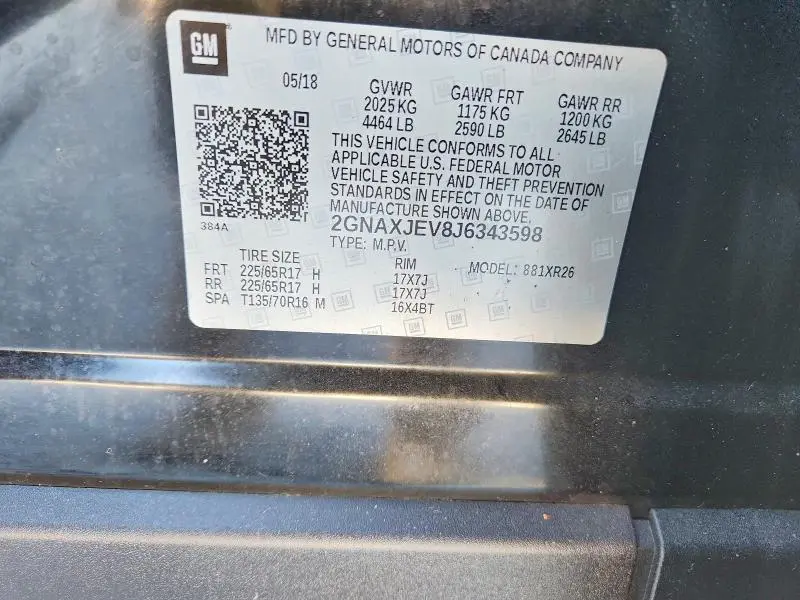 GM
MFD BY GENERAL MOTORS OF CANADA COMPANY
05/18 GVWR GAWR FRT GAWR RR
2025 KG 1175 KG 1200 KG
4464 LB 2590 LB 2645 LB
THIS VEHICLE CONFORMS TO ALL
APPLICABLE U.S. FEDERAL MOTOR
VEHICLE SAFETY AND THEFT PREVENTION
STANDARDS IN EFFECT ON THE DATE OF
MANUFACTURE SHOWN ABOVE.
384A
2GNAXJEV8J6343598
TYPE: M.P.V.
TIRE SIZE RIM MODEL: 881XR26
FRT 225/65R17 H 17X7J
RR 225/65R17 H 17X7J
SPA T135/70R16 M 16X4BT